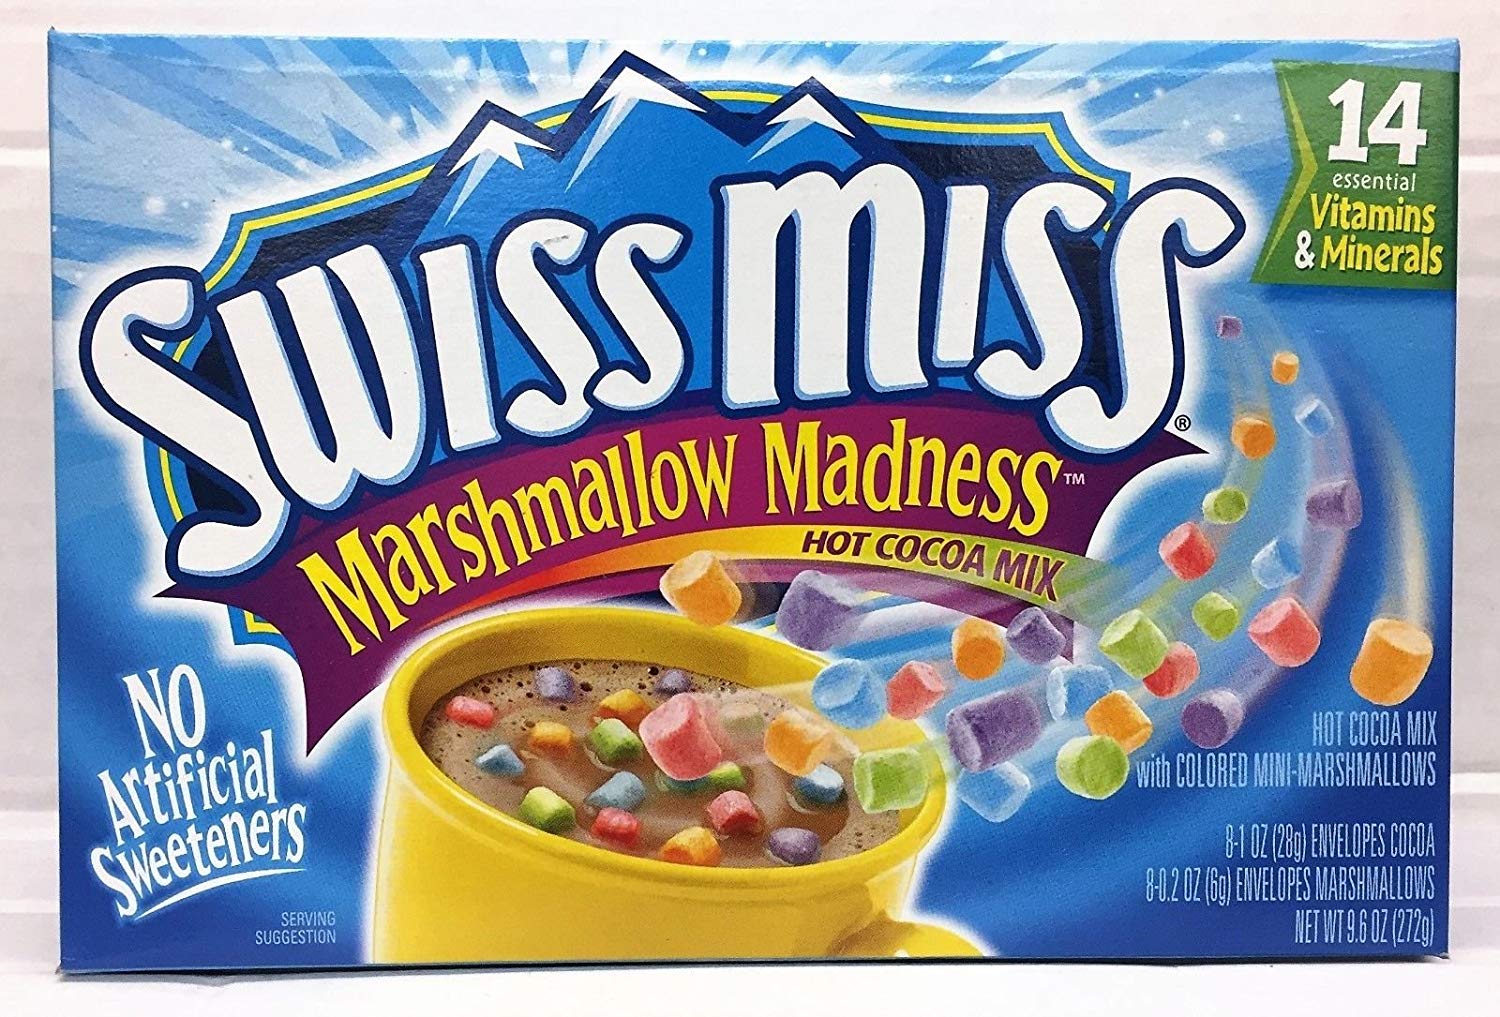 SWISS MISS®
Marshmallow Madness™
HOT COCOA MIX
14
essential
Vitamins
& Minerals
NO
Artificial
Sweeteners
SERVING
SUGGESTION
HOT COCOA MIX
with COLORED MINI-MARSHMALLOWS
8-1 OZ (28g) ENVELOPES COCOA
8-0.2 OZ (6g) ENVELOPES MARSHMALLOWS
NET WT 9.6 OZ (272g)